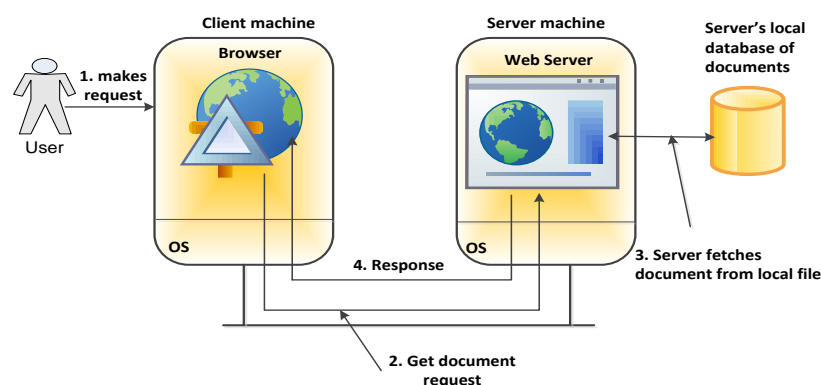 Client machine
Server machine
Server's local
database of
documents
Browser
Web Server
1. makes
request
User
OS
OS
4. Response
3. Server fetches
document from local file
2. Get document
request